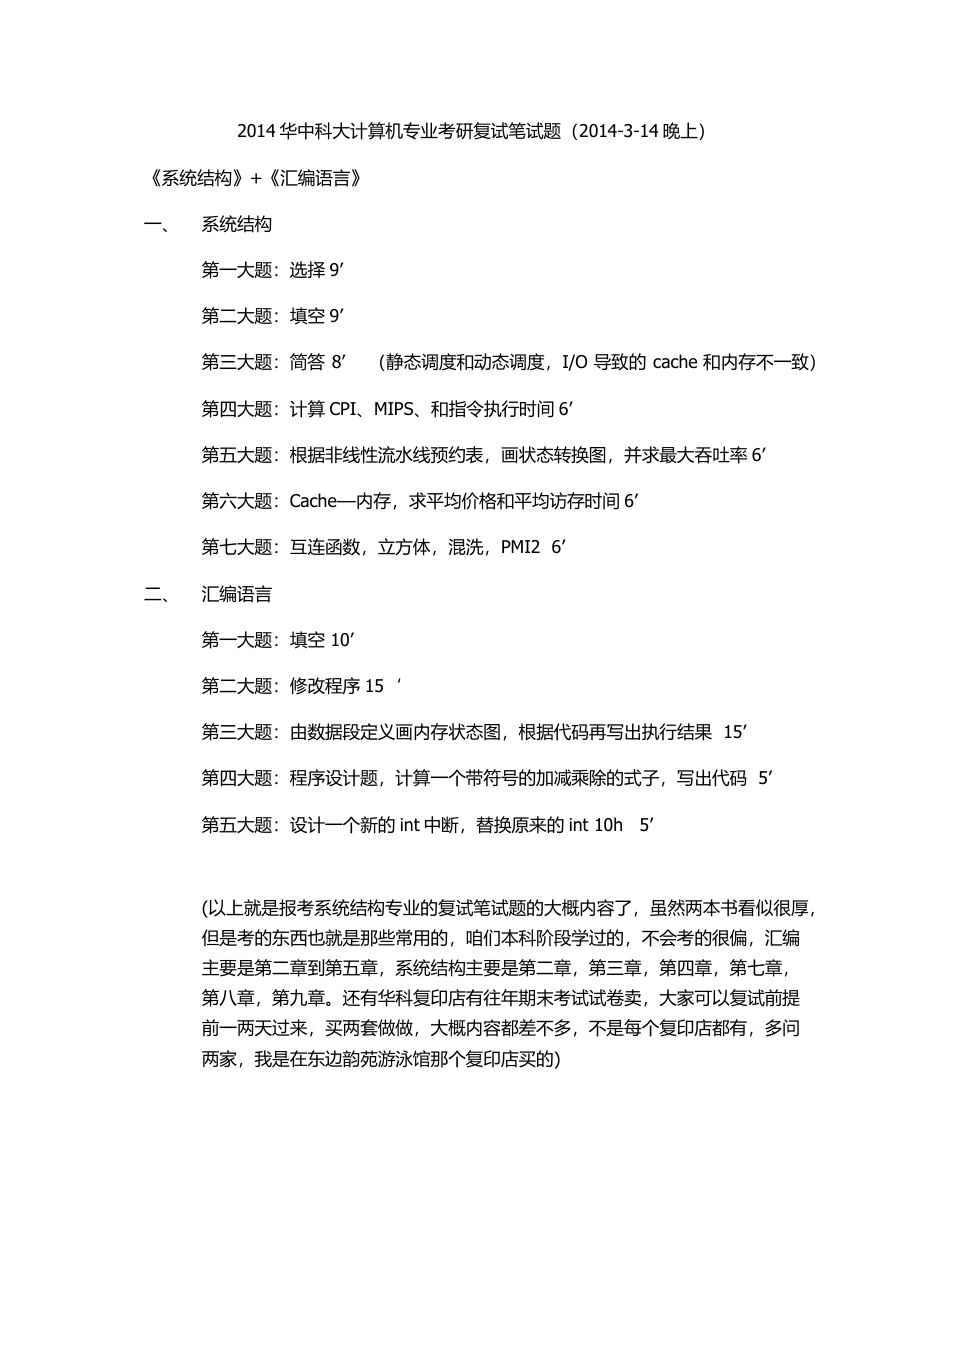 2014 华中科大计算机专业考研复试笔试题（2014-3-14 晚上）
《系统结构》+《汇编语言》
一、 系统结构
第一大题：选择 9′
第二大题：填空 9′
第三大题：简答 8′ （静态调度和动态调度，I/O 导致的 cache 和内存不一致）
第四大题：计算 CPI、MIPS、和指令执行时间 6′
第五大题：根据非线性流水线预约表，画状态转换图，并求最大吞吐率 6′
第六大题：Cache—内存，求平均价格和平均访存时间 6′
第七大题：互连函数，立方体，混洗，PMI2 6′
二、 汇编语言
第一大题：填空 10′
第二大题：修改程序 15 ‘
第三大题：由数据段定义画内存状态图，根据代码再写出执行结果 15′
第四大题：程序设计题，计算一个带符号的加减乘除的式子，写出代码 5′
第五大题：设计一个新的 int 中断，替换原来的 int 10h 5′
(以上就是报考系统结构专业的复试笔试题的大概内容了，虽然两本书看似很厚，
但是考的东西也就是那些常用的，咱们本科阶段学过的，不会考的很偏，汇编
主要是第二章到第五章，系统结构主要是第二章，第三章，第四章，第七章，
第八章，第九章。还有华科复印店有往年期末考试试卷卖，大家可以复试前提
前一两天过来，买两套做做，大概内容都差不多，不是每个复印店都有，多问
两家，我是在东边韵苑游泳馆那个复印店买的)